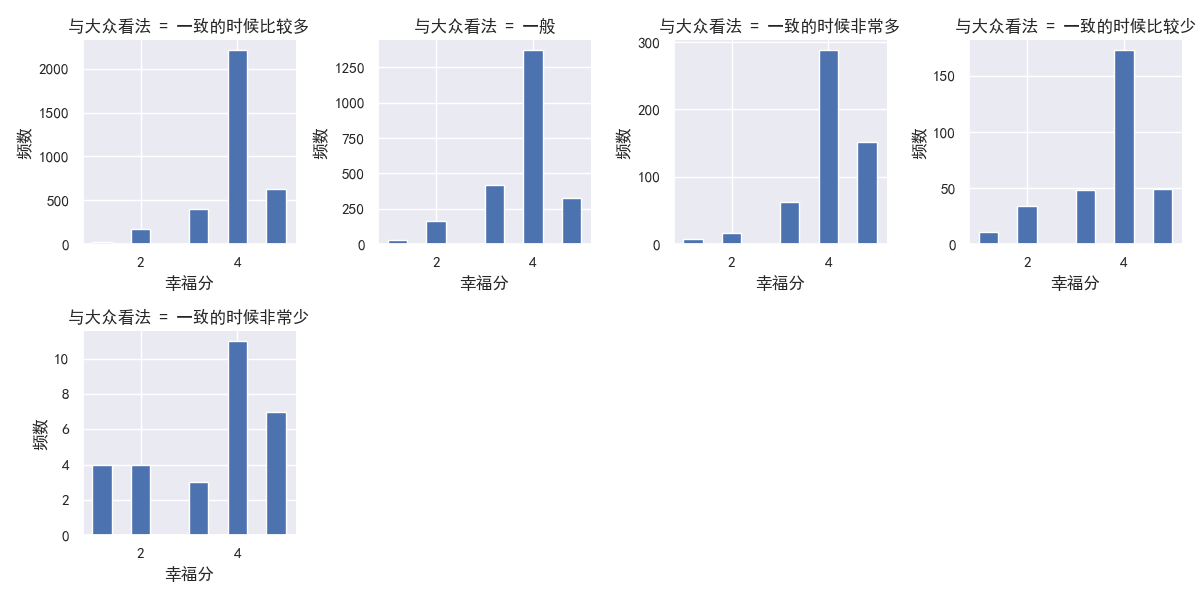 与大众看法 = 一致的时候比较多
2000
1500
1000
500
0
频数
2 4
幸福分
与大众看法 = 一般
1250
1000
750
500
250
0
频数
2 4
幸福分
与大众看法 = 一致的时候非常多
300
200
100
0
频数
2 4
幸福分
与大众看法 = 一致的时候比较少
150
100
50
0
频数
2 4
幸福分
与大众看法 = 一致的时候非常少
10
8
6
4
2
0
频数
2 4
幸福分